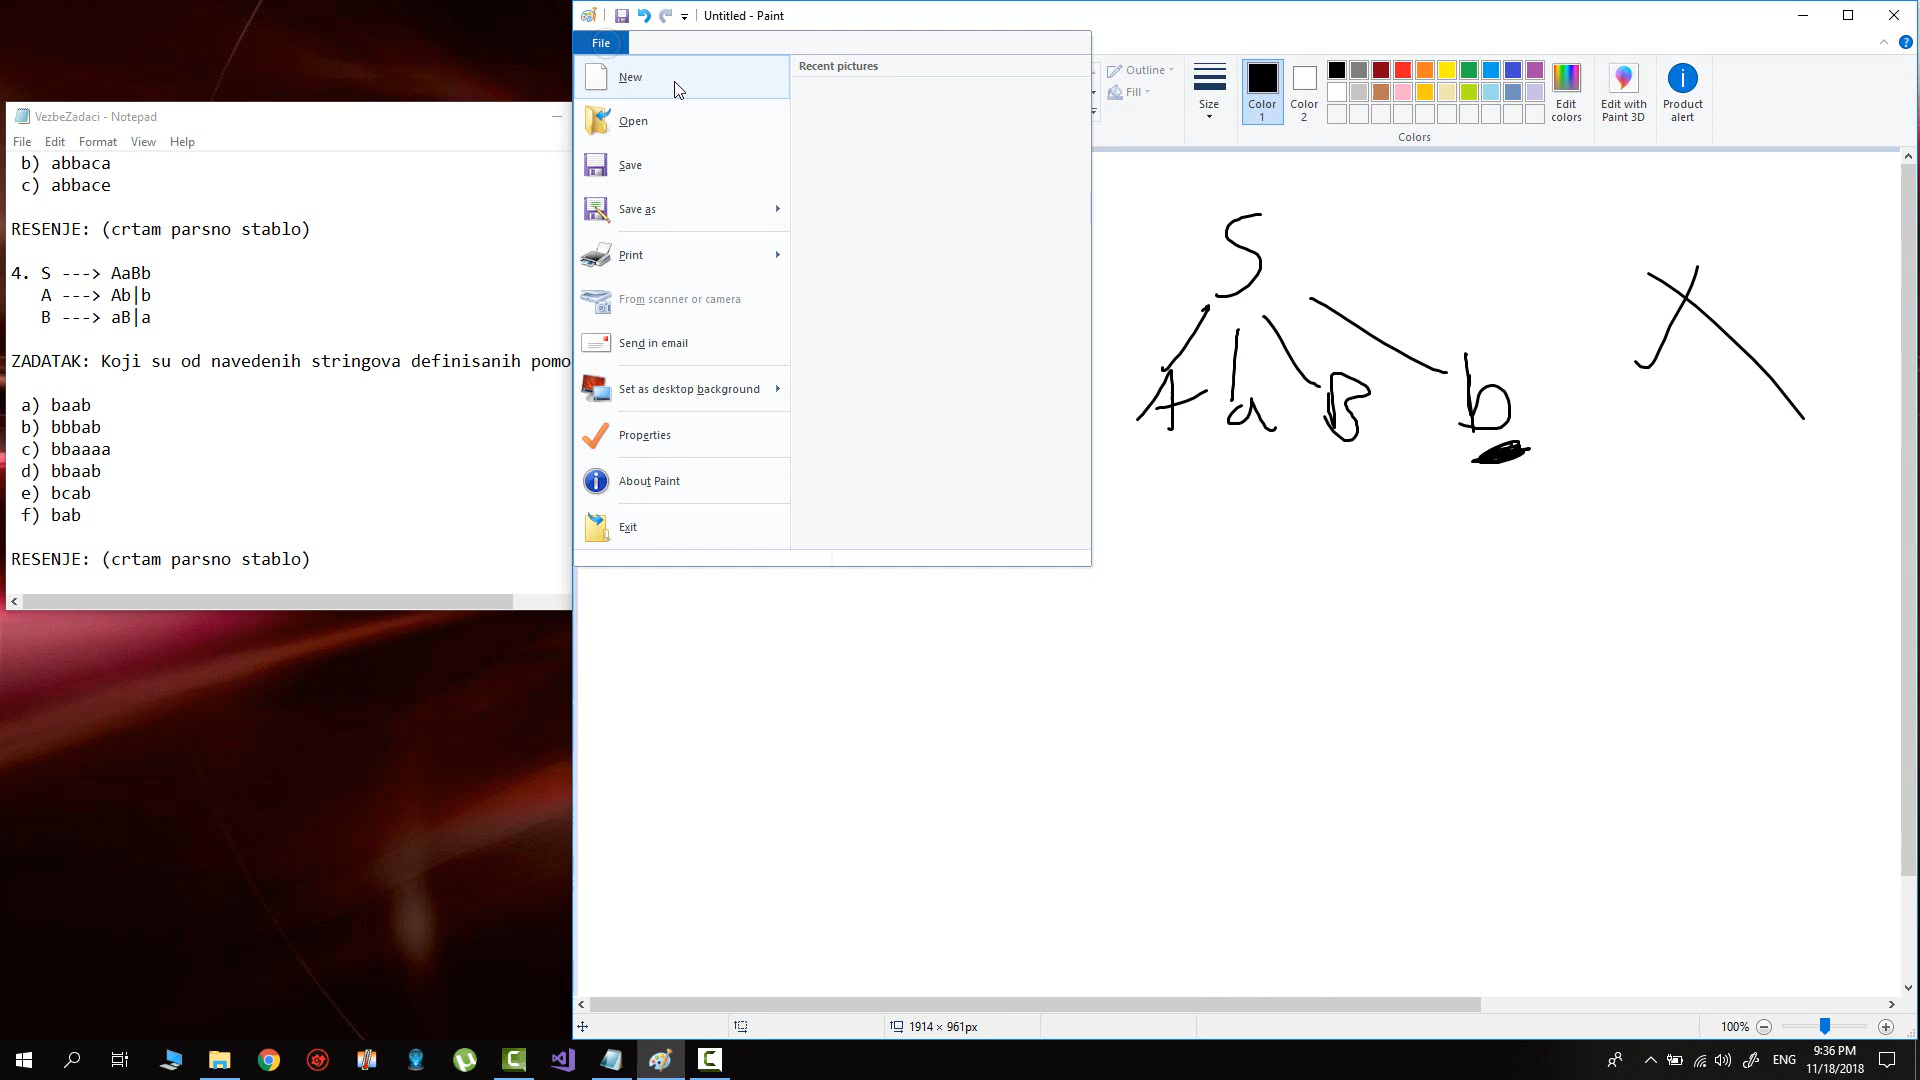 Untitled - Paint
File
New
Open
Save
Save as
Print
From scanner or camera
Send in email
Set as desktop background
Properties
About Paint
Exit
Recent pictures
Outline
Fill
Size
Color 1
Color 2
Edit colors
Edit with Paint 3D
Product alert
Colors
VezbeZadaci - Notepad
File Edit Format View Help
b) abbaca
c) abbace
RESENJE: (crtam parsno stablo)
4. S ---> AaBb
A ---> Ab|b
B ---> aB|a
ZADATAK: Koji su od navedenih stringova definisanih pomo
a) baab
b) bbbab
c) bbaaaa
d) bbaab
e) bcab
f) bab
RESENJE: (crtam parsno stablo)
S
A a B b
1914 × 961px
100%
ENG
9:36 PM
11/18/2018